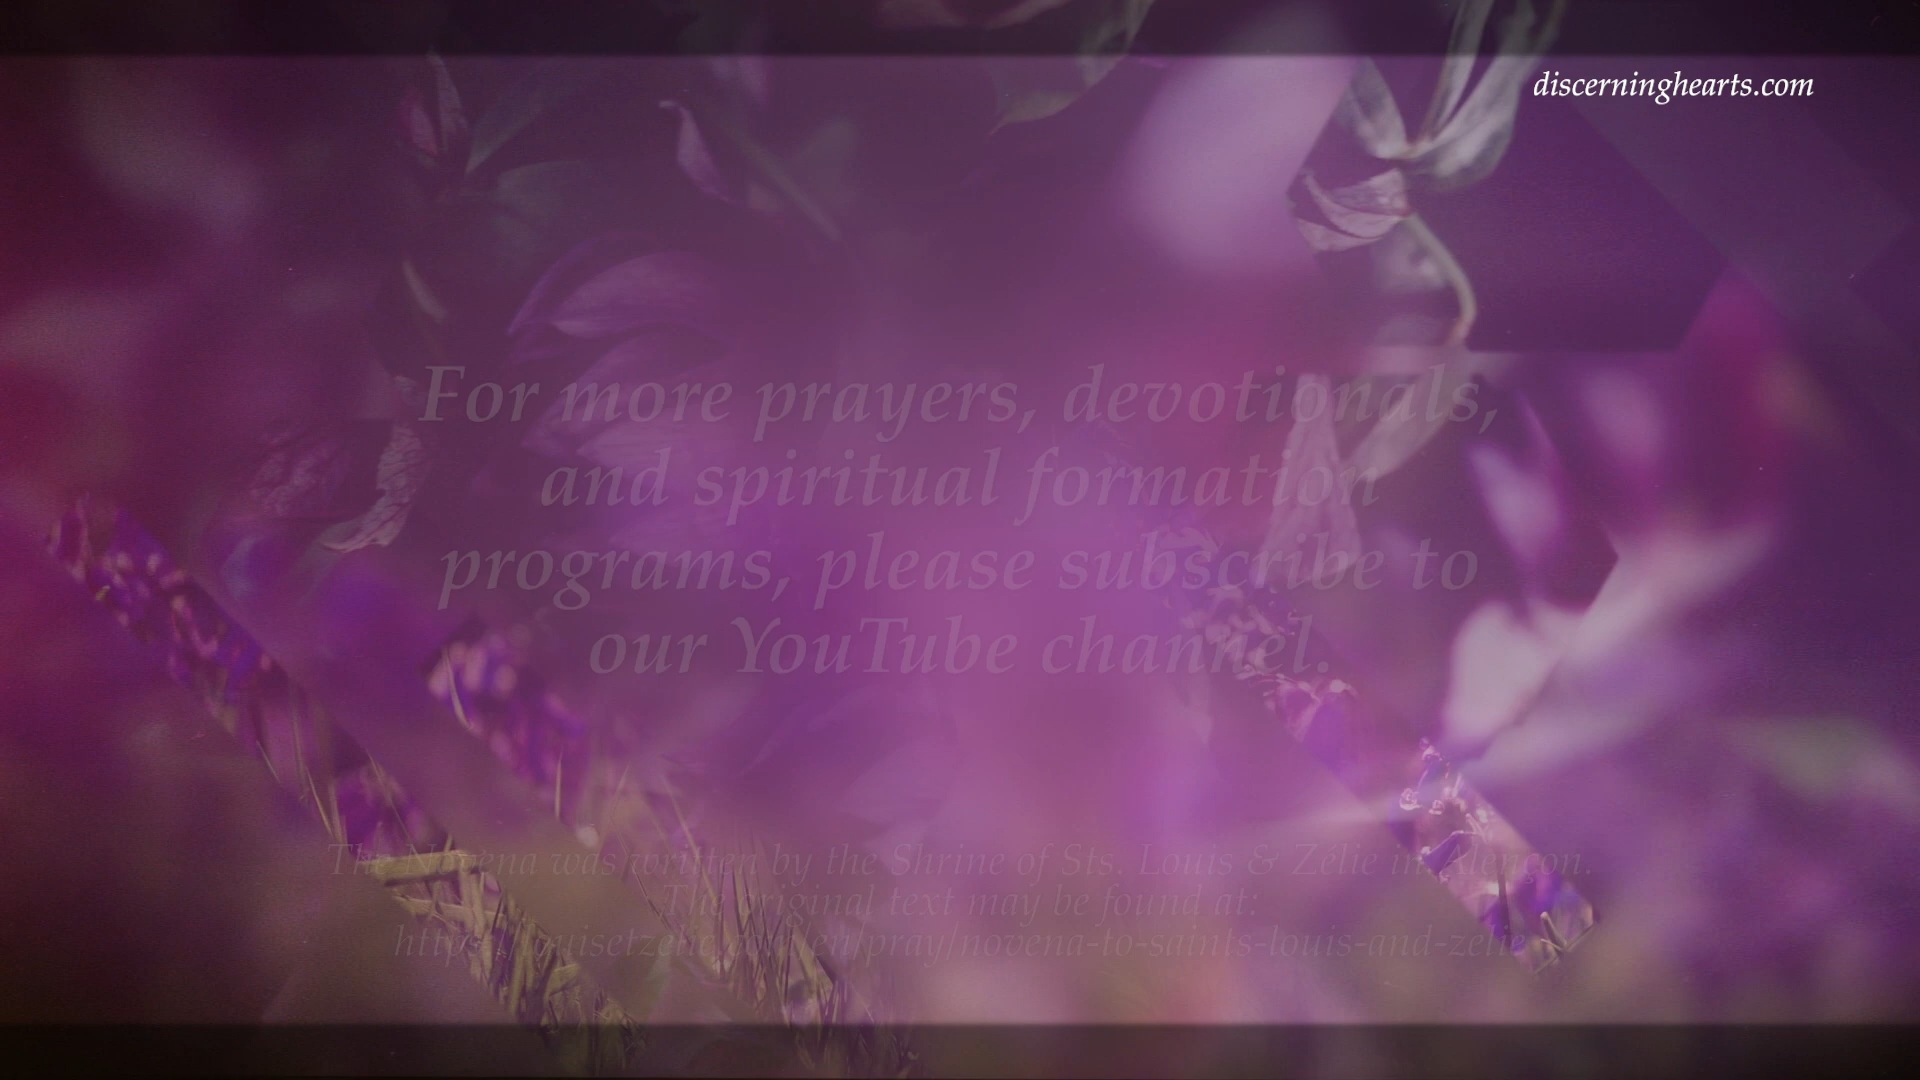 discerninghearts.com
For more prayers, devotionals,
and spiritual formation
programs, please subscribe to
our YouTube channel.
The Novena was written by the Shrine of Sts. Louis & Zélie in Alençon.
The original text may be found at: